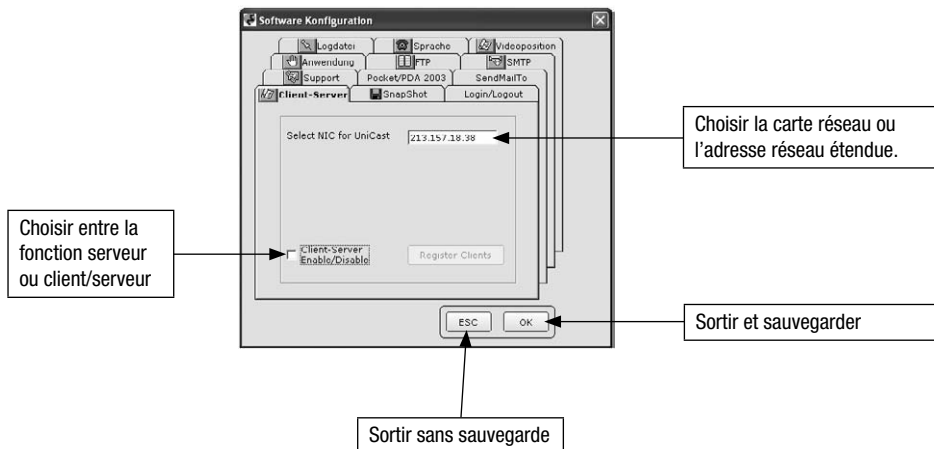 Software Konfiguration
Logdatei Sprache Videoposition
Anwendung FTP SMTP
Support Pocket/PDA 2003 SendMailTo
Client-Server SnapShot Login/Logout
Select NIC for UniCast 213.157.18.38
Choisir la carte réseau ou
l'adresse réseau étendue.
Choisir entre la
fonction serveur
ou client/serveur
Client-Server
Enable/Disable
Register Clients
ESC OK
Sortir et sauvegarder
Sortir sans sauvegarde